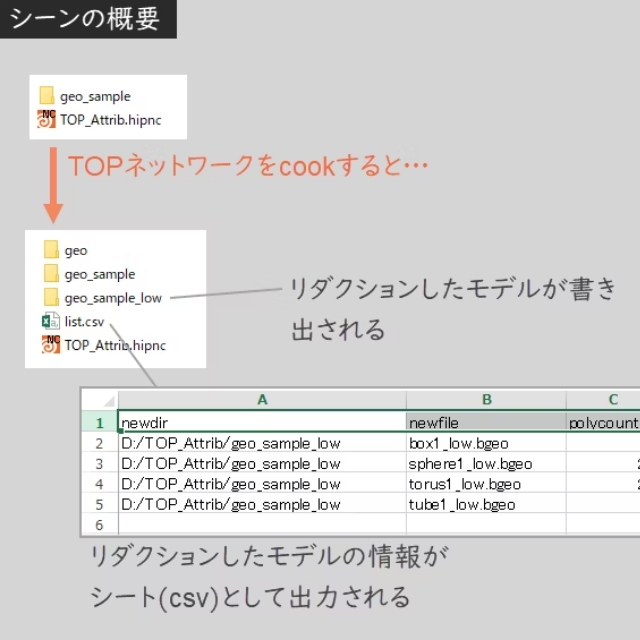 シーンの概要
geo_sample
NC TOP_Attrib.hipnc
TOPネットワークをcookすると…
geo
geo_sample
geo_sample_low
list.csv
NC TOP_Attrib.hipnc
リダクションしたモデルが書き
出される
A B C
1 newdir newfile polycount
2 D:/TOP_Attrib/geo_sample_low box1_low.bgeo
3 D:/TOP_Attrib/geo_sample_low sphere1_low.bgeo
4 D:/TOP_Attrib/geo_sample_low torus1_low.bgeo
5 D:/TOP_Attrib/geo_sample_low tube1_low.bgeo
6
リダクションしたモデルの情報が
シート(csv)として出力される